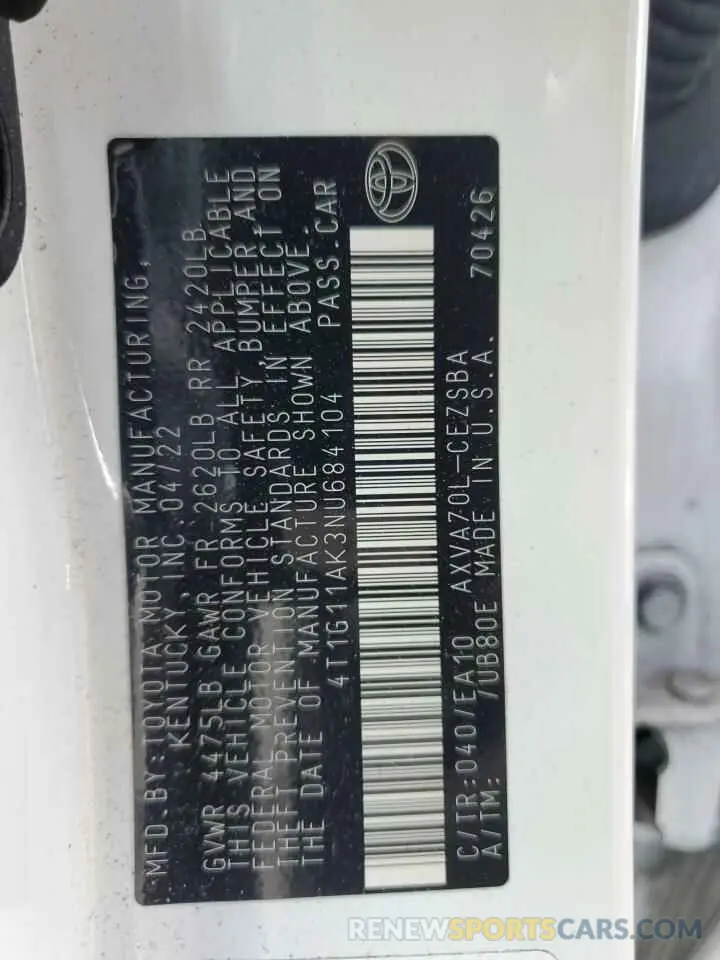 MFD.BY:TOYOTA MOTOR MANUFACTURING,
KENTUCKY, INC 04/22
GVWR 4475LB GAWR FR 2620LB RR 2420LB
THIS VEHICLE CONFORMS TO ALL APPLICABLE
FEDERAL MOTOR VEHICLE SAFETY, BUMPER, AND
THEFT PREVENTION STANDARDS IN EFFECT ON
THE DATE OF MANUFACTURE SHOWN ABOVE.
4T1G11AK3NU684104 PASS.CAR
C/TR:040/EA10 AXVA70L-CEZSBA
A/TM: /UB80E MADE IN U.S.A. 70426
RENEWSPORTSCARS.COM